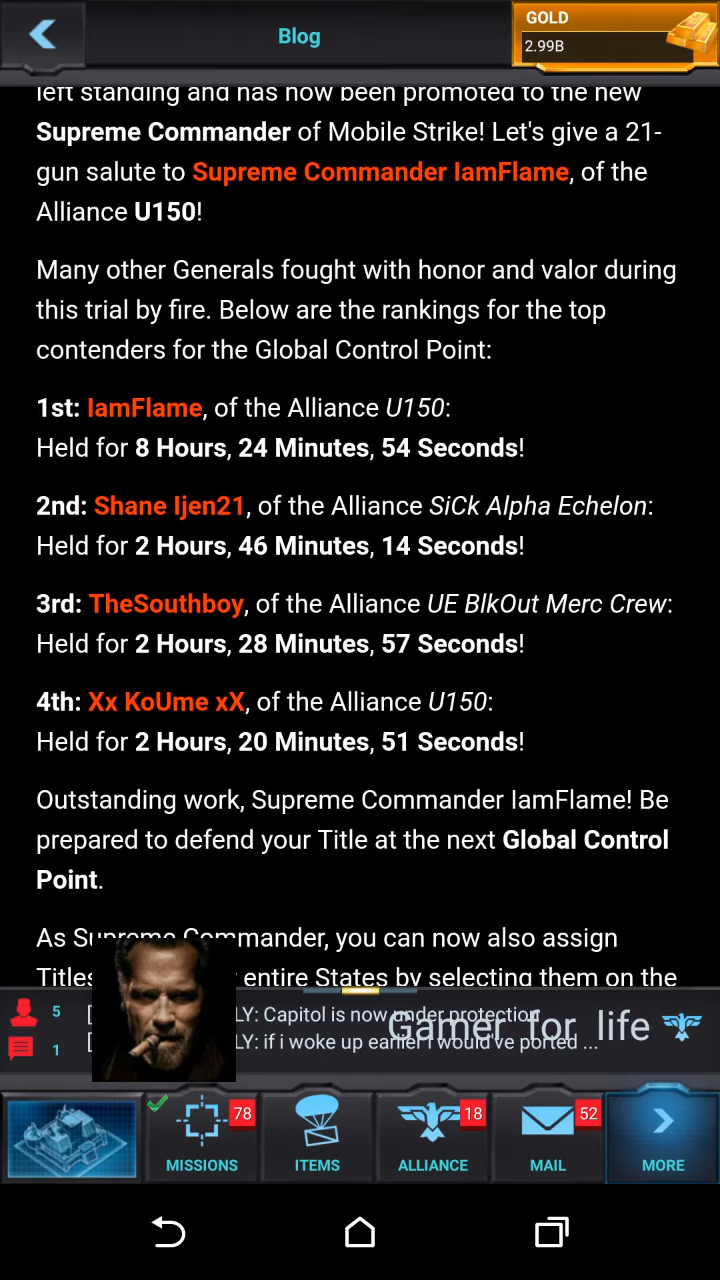 Blog
GOLD
2.99B
left standing and has now been promoted to the new
Supreme Commander of Mobile Strike! Let's give a 21-
gun salute to Supreme Commander IamFlame, of the
Alliance U150!
Many other Generals fought with honor and valor during
this trial by fire. Below are the rankings for the top
contenders for the Global Control Point:
1st: IamFlame, of the Alliance U150:
Held for 8 Hours, 24 Minutes, 54 Seconds!
2nd: Shane Ijen21, of the Alliance SiCk Alpha Echelon:
Held for 2 Hours, 46 Minutes, 14 Seconds!
3rd: TheSouthboy, of the Alliance UE BlkOut Merc Crew:
Held for 2 Hours, 28 Minutes, 57 Seconds!
4th: Xx KoUme xX, of the Alliance U150:
Held for 2 Hours, 20 Minutes, 51 Seconds!
Outstanding work, Supreme Commander IamFlame! Be
prepared to defend your Title at the next Global Control
Point.
As Supreme Commander, you can now also assign
Titles entire States by selecting them on the
5 [ LY: Capitol is now under protection
1 [ LY: if i woke up earlier i would've ported ...
Gamer for life
78
18
52
MISSIONS
ITEMS
ALLIANCE
MAIL
MORE